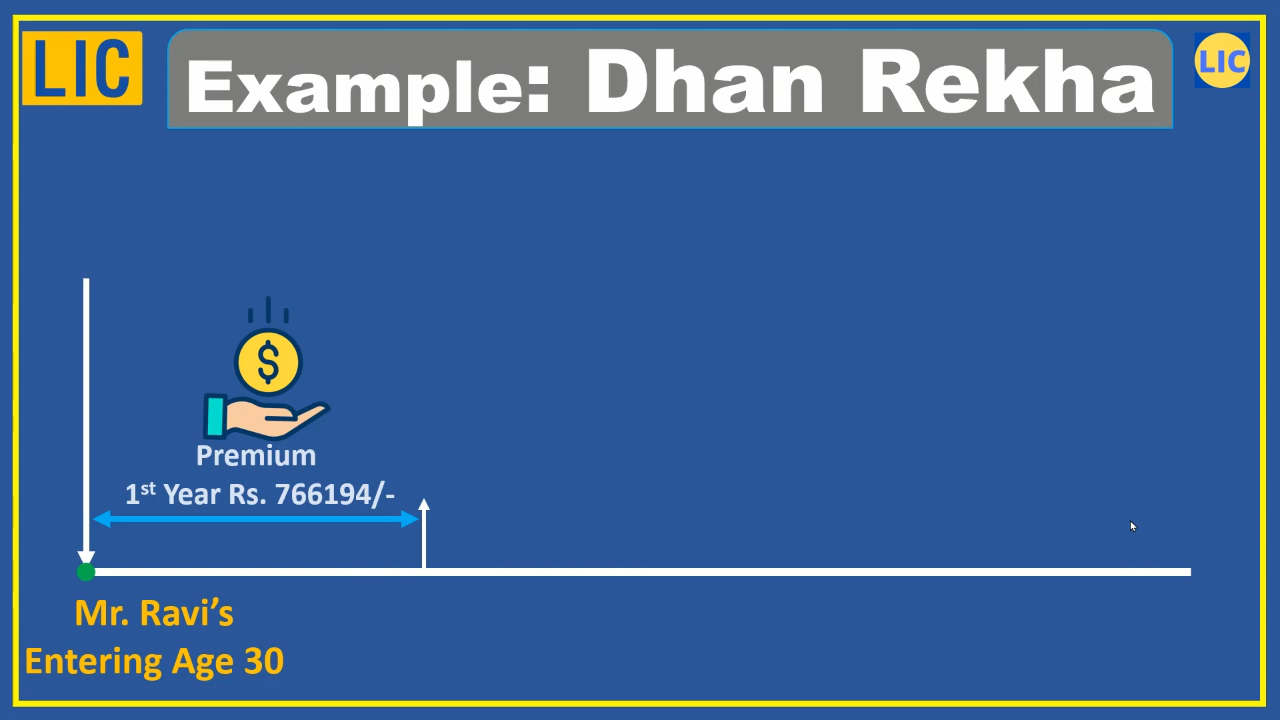 LIC
Example: Dhan Rekha
LIC
$
Premium
1st Year Rs. 766194/-
Mr. Ravi’s
Entering Age 30